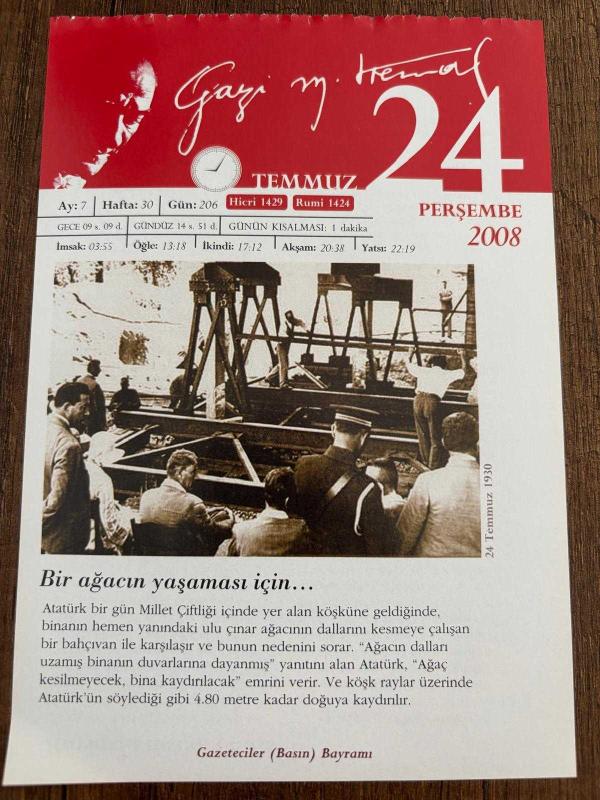 Gazi M. Kemal
24
TEMMUZ
PERŞEMBE
2008
Ay: 7 Hafta: 30 Gün: 206 Hicri 1429 Rumi 1424
GECE 09 s. 09 d. GÜNDÜZ 14 s. 51 d. GÜNÜN KISALMASI: 1 dakika
İmsak: 03:55 Öğle: 13:18 İkindi: 17:12 Akşam: 20:38 Yatsı: 22:19
24 Temmuz 1930
Bir ağacın yaşaması için...
Atatürk bir gün Millet Çiftliği içinde yer alan köşküne geldiğinde,
binanın hemen yanındaki ulu çınar ağacının dallarını kesmeye çalışan
bir bahçıvan ile karşılaşır ve bunun nedenini sorar. “Ağacın dalları
uzamış binanın duvarlarına dayanmış” yanıtını alan Atatürk, “Ağaç
kesilmeyecek, bina kaydırılacak” emrini verir. Ve köşk raylar üzerinde
Atatürk'ün söylediği gibi 4.80 metre kadar doğuya kaydırılır.
Gazeteciler (Basın) Bayramı